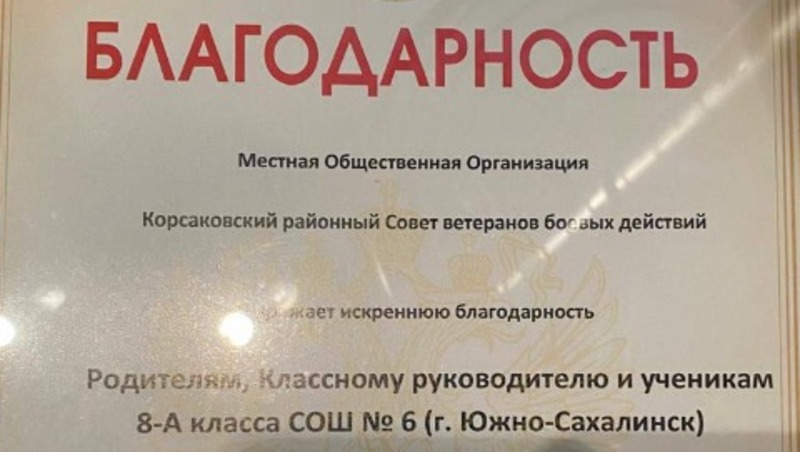 БЛАГОДАРНОСТЬ
Местная Общественная Организация
Корсаковский районный Совет ветеранов боевых действий
искреннюю благодарность
Родителям, Классному руководителю и ученикам
8-А класса СОШ № 6 (г. Южно-Сахалинск)